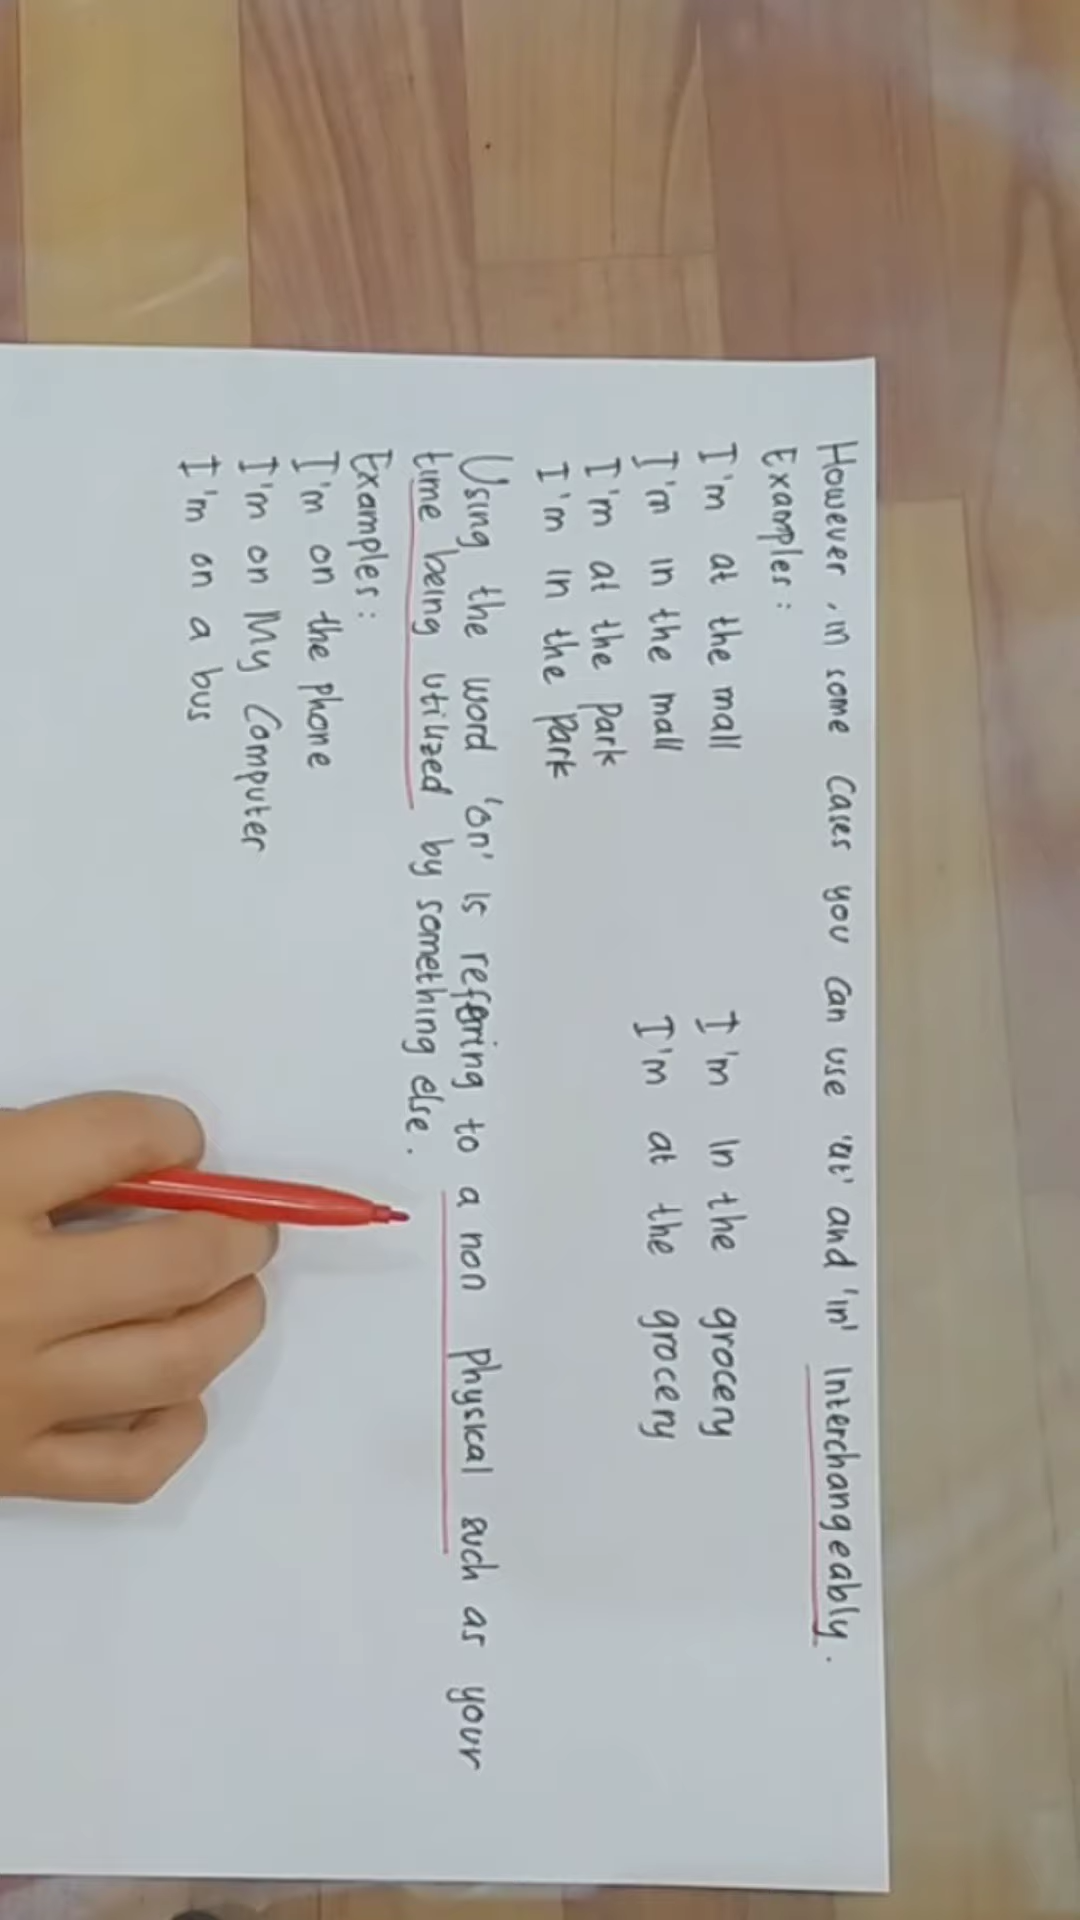 However, in some cases you can use 'at' and 'in' Interchangeably.
Examples:
I'm at the mall
I'm in the grocery
I'm in the mall
I'm at the grocery
I'm at the park
I'm in the park
Using the word 'on' is refering to a non physical such as your
time being utilized by something else.
Examples:
I'm on the phone
I'm on My Computer
I'm on a bus